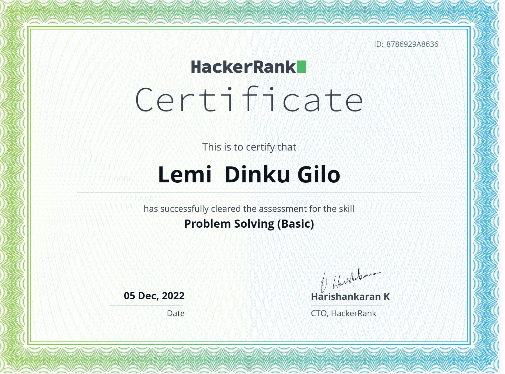 ID: 8786929A8636
HackerRank
Certificate
This is to certify that
Lemi Dinku Gilo
has successfully cleared the assessment for the skill
Problem Solving (Basic)
05 Dec, 2022
Date
Harishankaran K
CTO, HackerRank